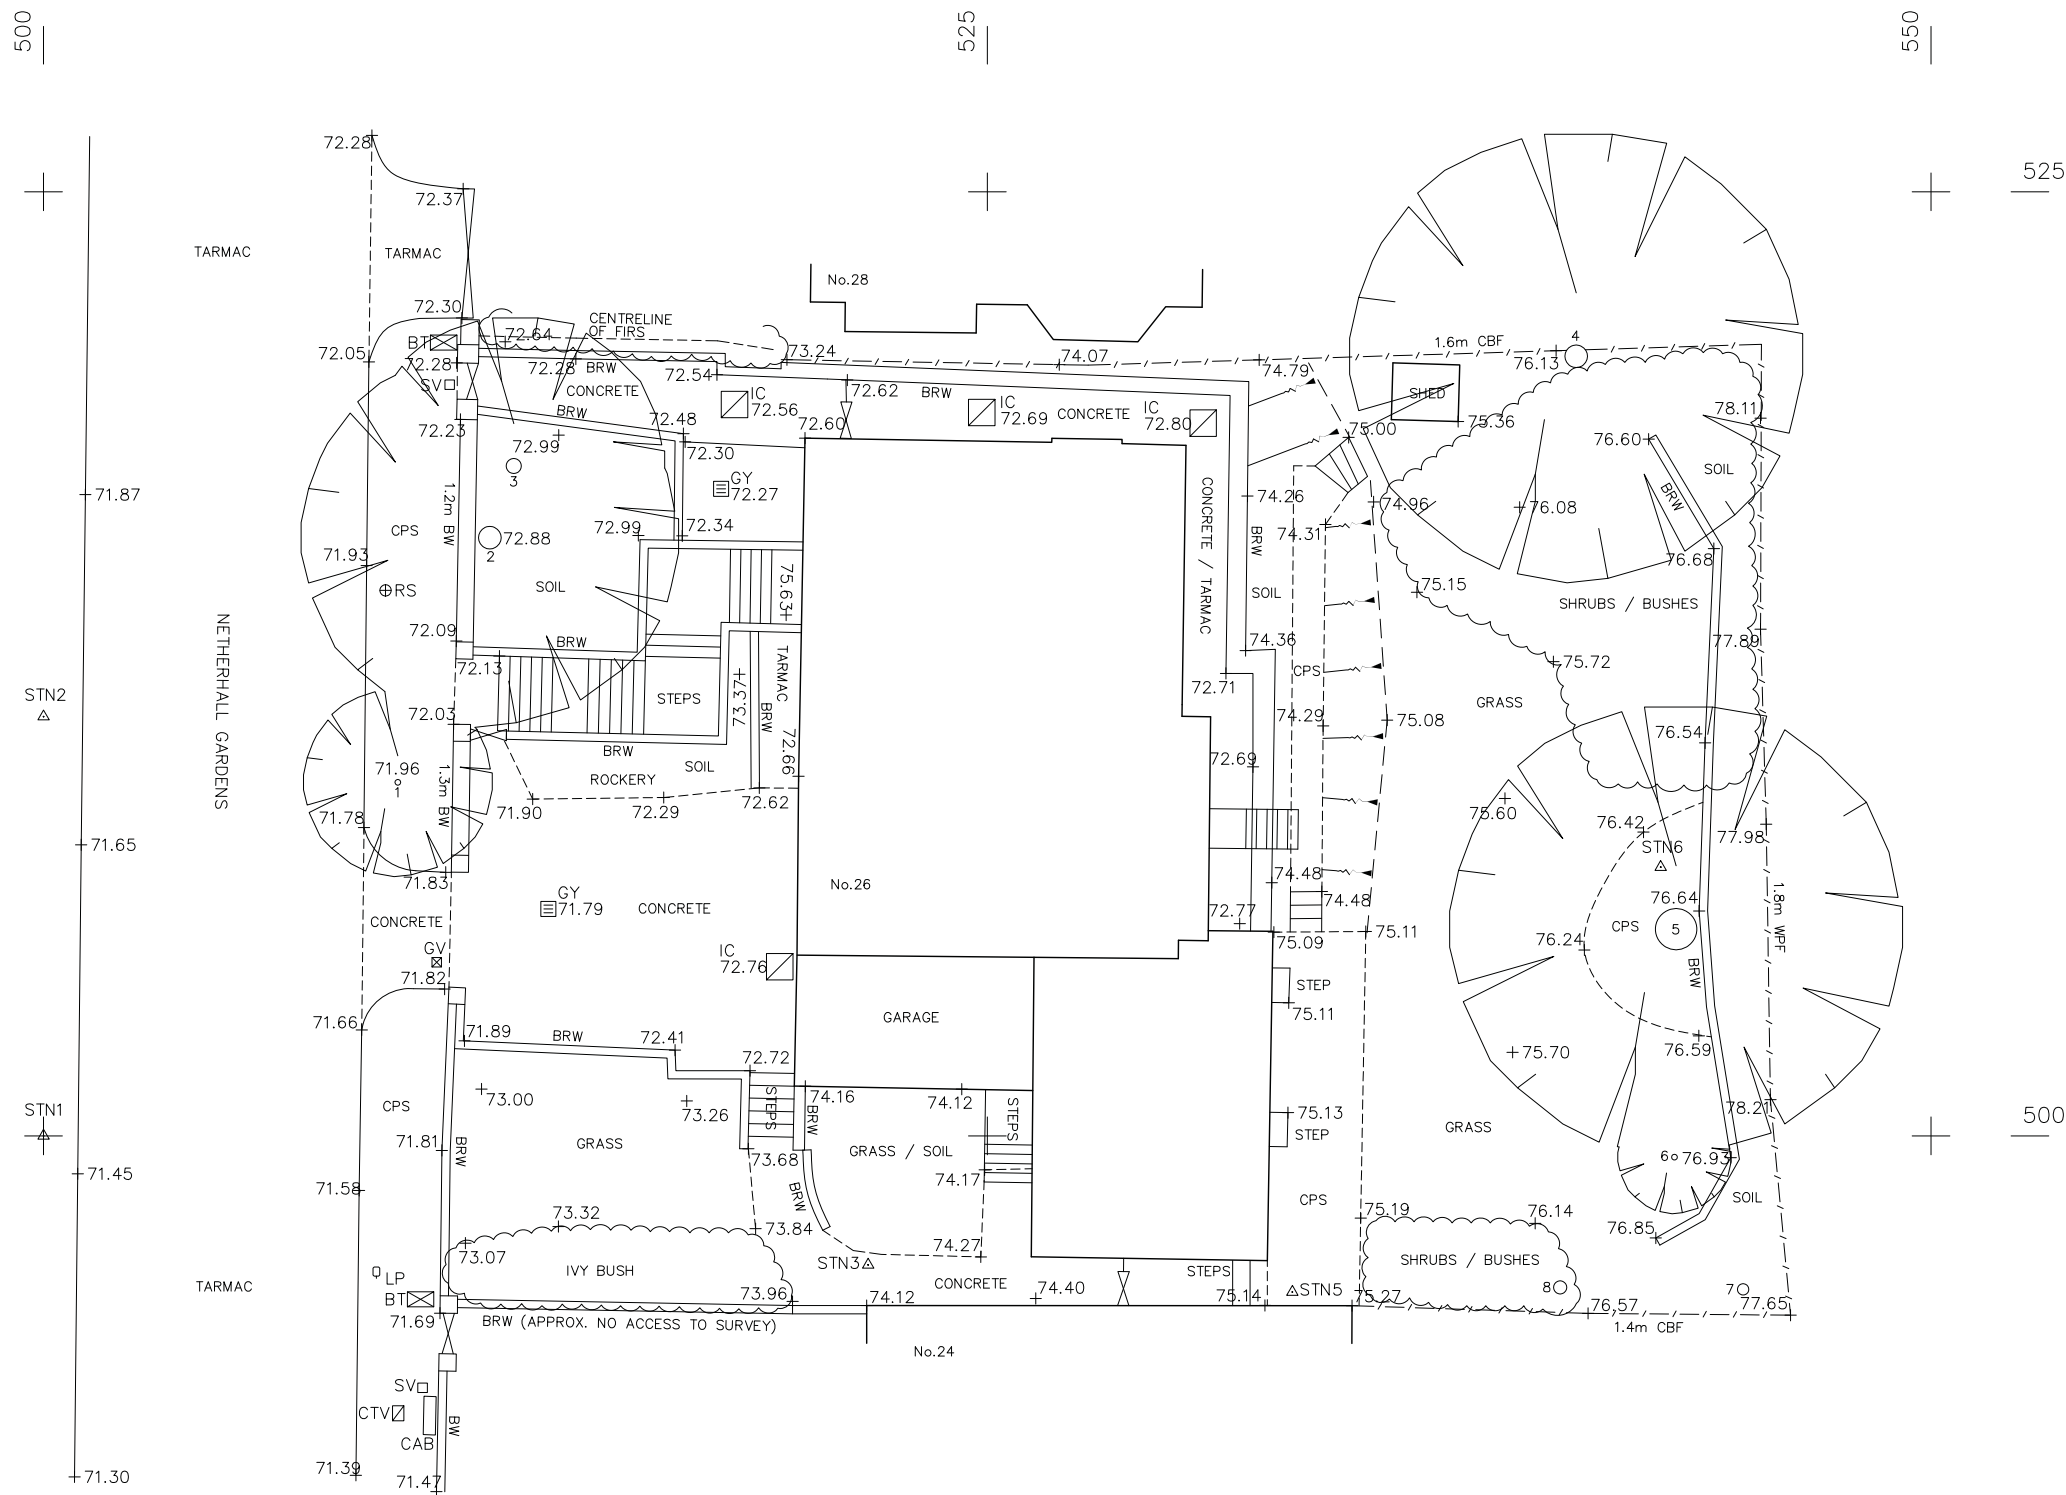 500
525
550
72.28
72.37
525
TARMAC
TARMAC
No.28
72.30
CENTRELINE
OF FIRS
72.64
BT
72.05
72.28
72.28
BRW
73.24
74.07
1.6m CBF
4
76.13
72.54
74.79
SV
CONCRETE
IC
72.56
72.62
BRW
IC
72.69
CONCRETE
IC
72.80
SHED
78.11
BRW
72.23
72.48
72.60
75.00
75.36
76.60
72.99
72.30
SOIL
3
GY
72.27
71.87
1.2m BW
CONCRETE / TARMAC
74.26
74.96
76.08
BRW
CPS
72.99
72.34
72.88
2
74.31
BRW
71.93
76.68
RS
SOIL
75.63
SOIL
75.15
SHRUBS / BUSHES
NETHERHALL GARDENS
72.09
BRW
74.36
77.89
72.13
TARMAC
75.72
CPS
STN2
STEPS
73.37
BRW
72.71
GRASS
72.03
74.29
75.08
76.54
BRW
72.66
SOIL
71.96
1
1.3m BW
ROCKERY
72.69
71.78
71.90
72.29
72.62
75.60
76.42
77.98
71.65
STN6
71.83
No.26
74.48
74.48
GY
71.79
CONCRETE
1.8m WPF
76.64
CONCRETE
72.77
CPS
5
75.09
75.11
76.24
GV
IC
72.76
BRW
71.82
STEP
75.11
71.66
71.89
BRW
72.41
GARAGE
76.59
72.72
75.70
73.00
73.26
STEPS
74.16
BRW
74.12
STEPS
STN1
CPS
75.13
STEP
78.21
500
71.81
BRW
GRASS
73.68
GRASS / SOIL
GRASS
6
76.93
71.45
71.58
74.17
BRW
CPS
SOIL
73.32
73.84
75.19
76.14
76.85
73.07
74.27
STN3
IVY BUSH
SHRUBS / BUSHES
TARMAC
LP
BT
CONCRETE
STEPS
8
7
73.96
74.12
74.40
75.14
STN5
75.27
76.57
77.65
71.69
BRW (APPROX. NO ACCESS TO SURVEY)
1.4m CBF
No.24
SV
CTV
BW
CAB
71.39
71.30
71.47